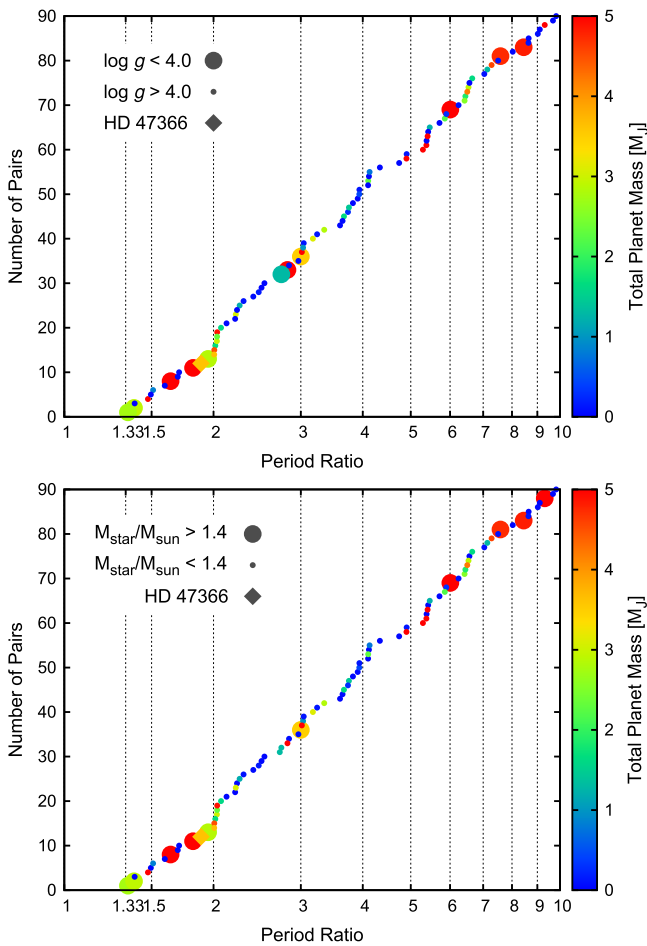 90
80
70
60
50
40
30
20
10
0
Number of Pairs
log g < 4.0
log g > 4.0
HD 47366
1 1.33 1.5 2 3 4 5 6 7 8 9 10
Period Ratio
5
4
3
2
1
0
Total Planet Mass [MJ]
90
80
70
60
50
40
30
20
10
0
Number of Pairs
Mstar/Msun > 1.4
Mstar/Msun < 1.4
HD 47366
1 1.33 1.5 2 3 4 5 6 7 8 9 10
Period Ratio
5
4
3
2
1
0
Total Planet Mass [MJ]